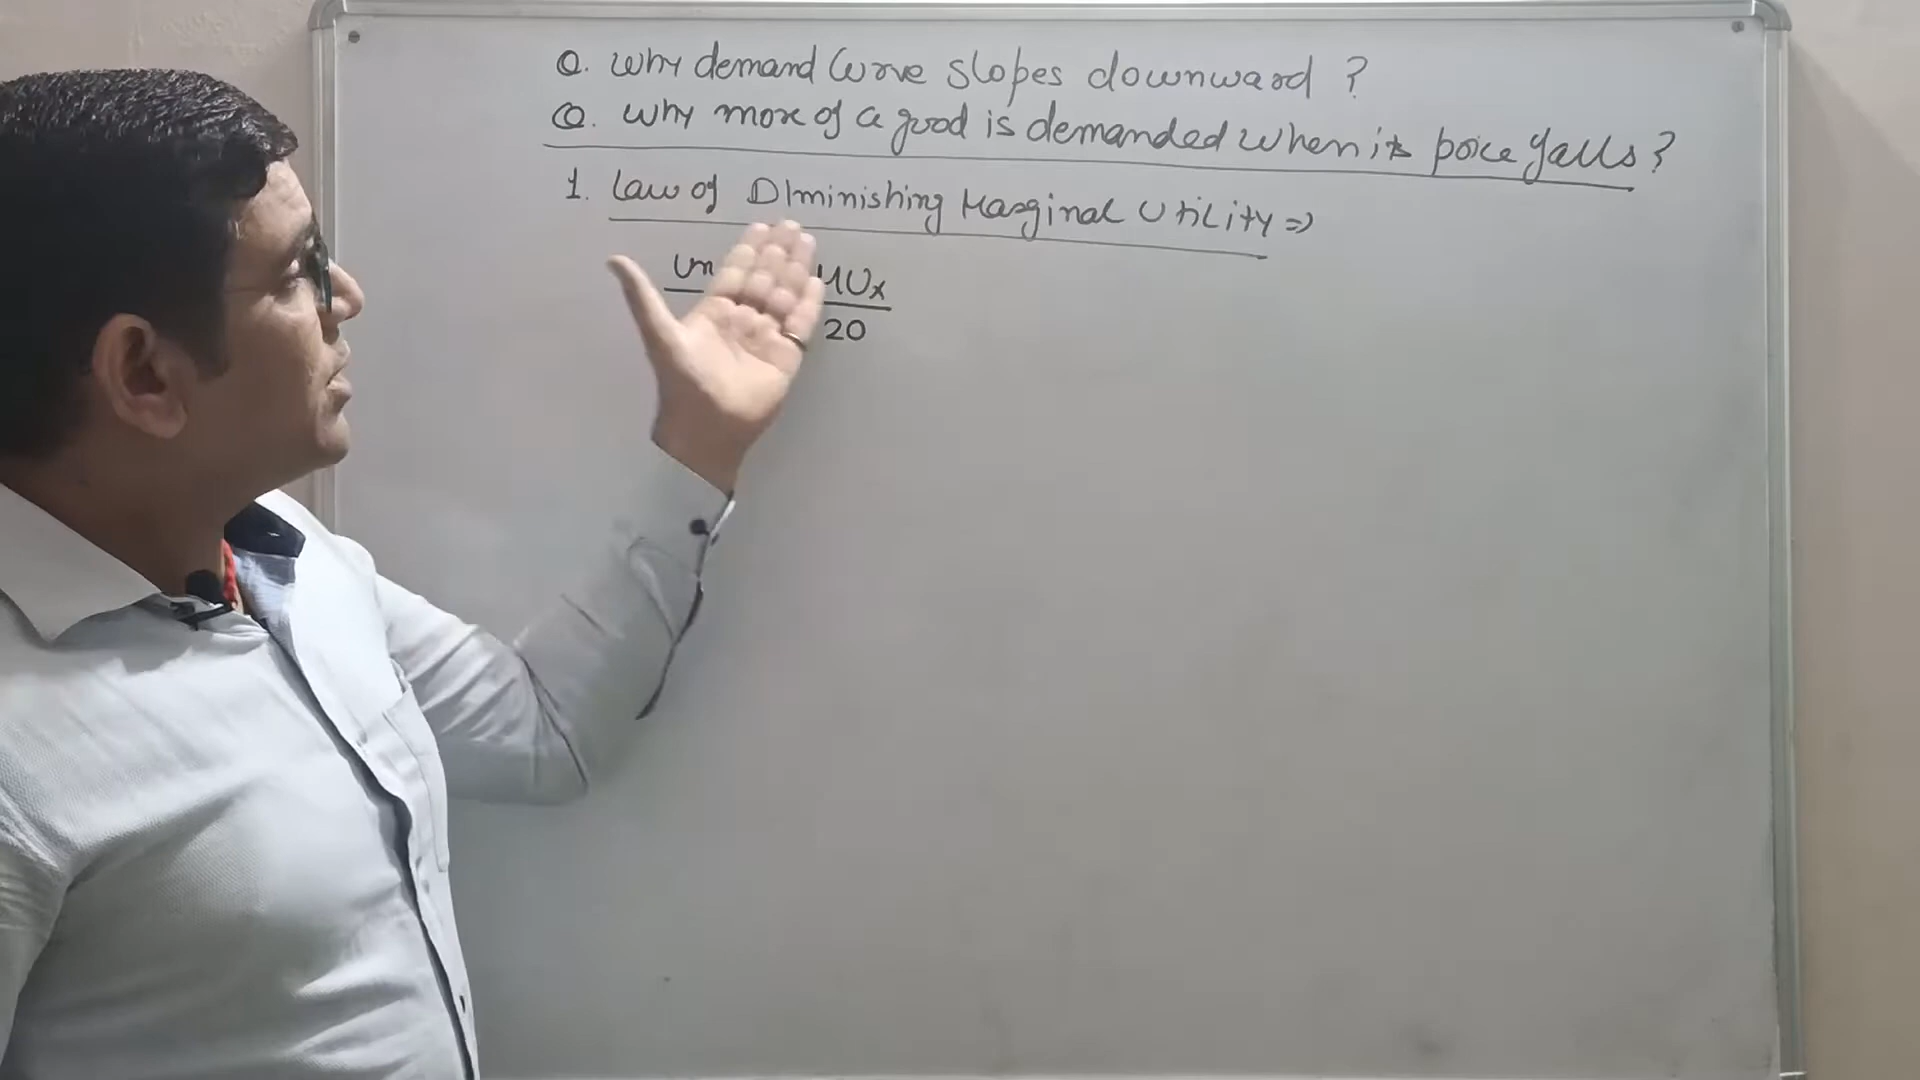 Q. Why demand Curve slopes downward ?
Q. Why more of a good is demanded when its price falls ?
1. Law of Diminishing Marginal Utility =>
MUx
20